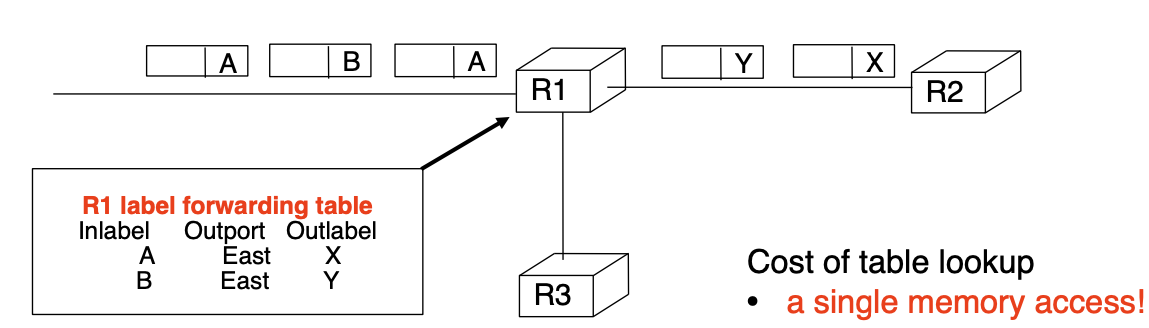 A B A Y X
R1 R2
R1 label forwarding table
Inlabel Outport Outlabel
A East X
B East Y
R3
Cost of table lookup
• a single memory access!